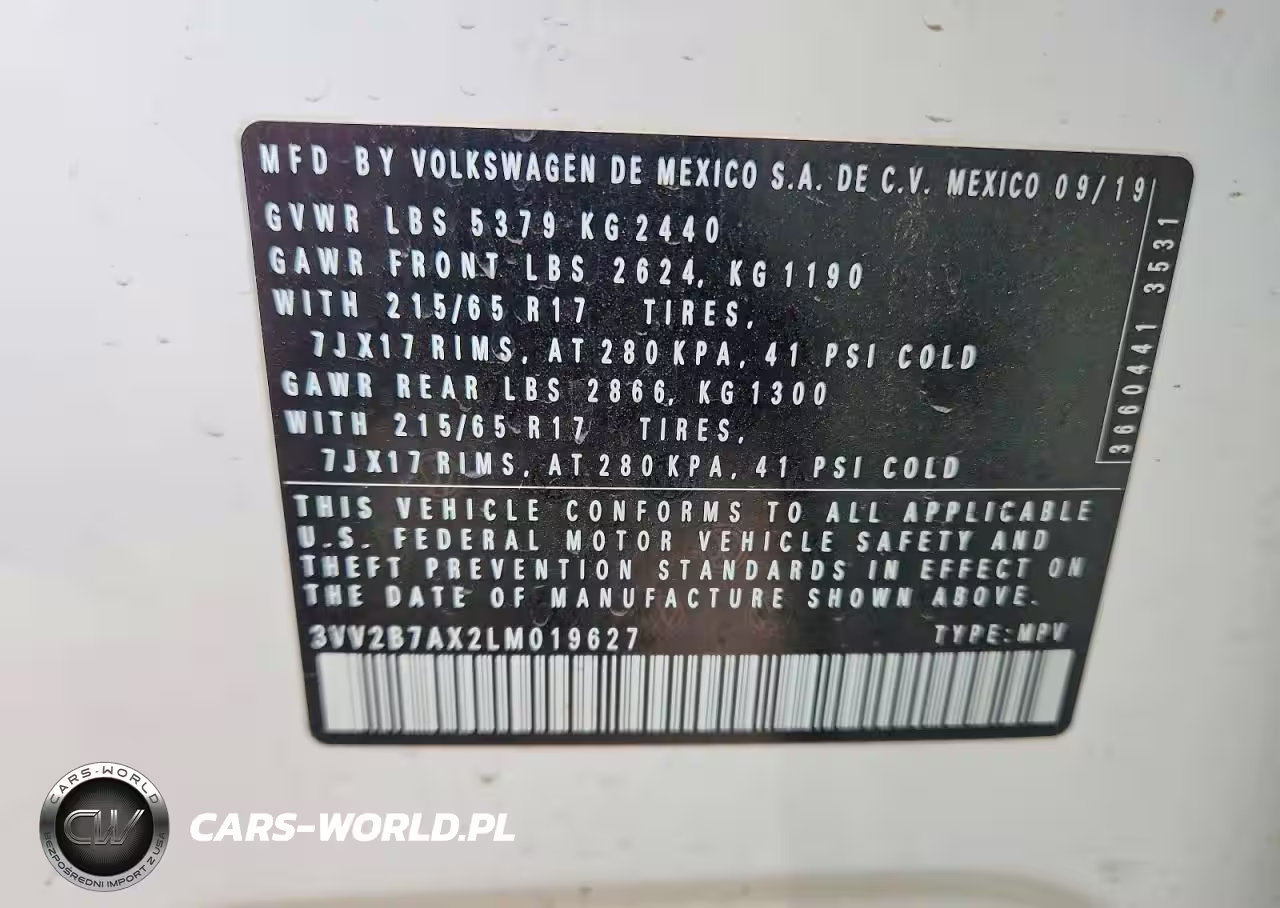 MFD BY VOLKSWAGEN DE MEXICO S.A. DE C.V. MEXICO 09/19
GVWR LBS 5379 KG 2440
GAWR FRONT LBS 2624, KG 1190
WITH 215/65 R17 TIRES,
7JX17 RIMS, AT 280 KPA, 41 PSI COLD
GAWR REAR LBS 2866, KG 1300
WITH 215/65 R17 TIRES,
7JX17 RIMS, AT 280 KPA, 41 PSI COLD
3660441 3531
THIS VEHICLE CONFORMS TO ALL APPLICABLE
U.S. FEDERAL MOTOR VEHICLE SAFETY AND
THEFT PREVENTION STANDARDS IN EFFECT ON
THE DATE OF MANUFACTURE SHOWN ABOVE.
3VV2B7AX2LM019627 TYPE: MPV
CARS-WORLD
CW
BEZPOŚREDNI IMPORT Z USA
CARS-WORLD.PL